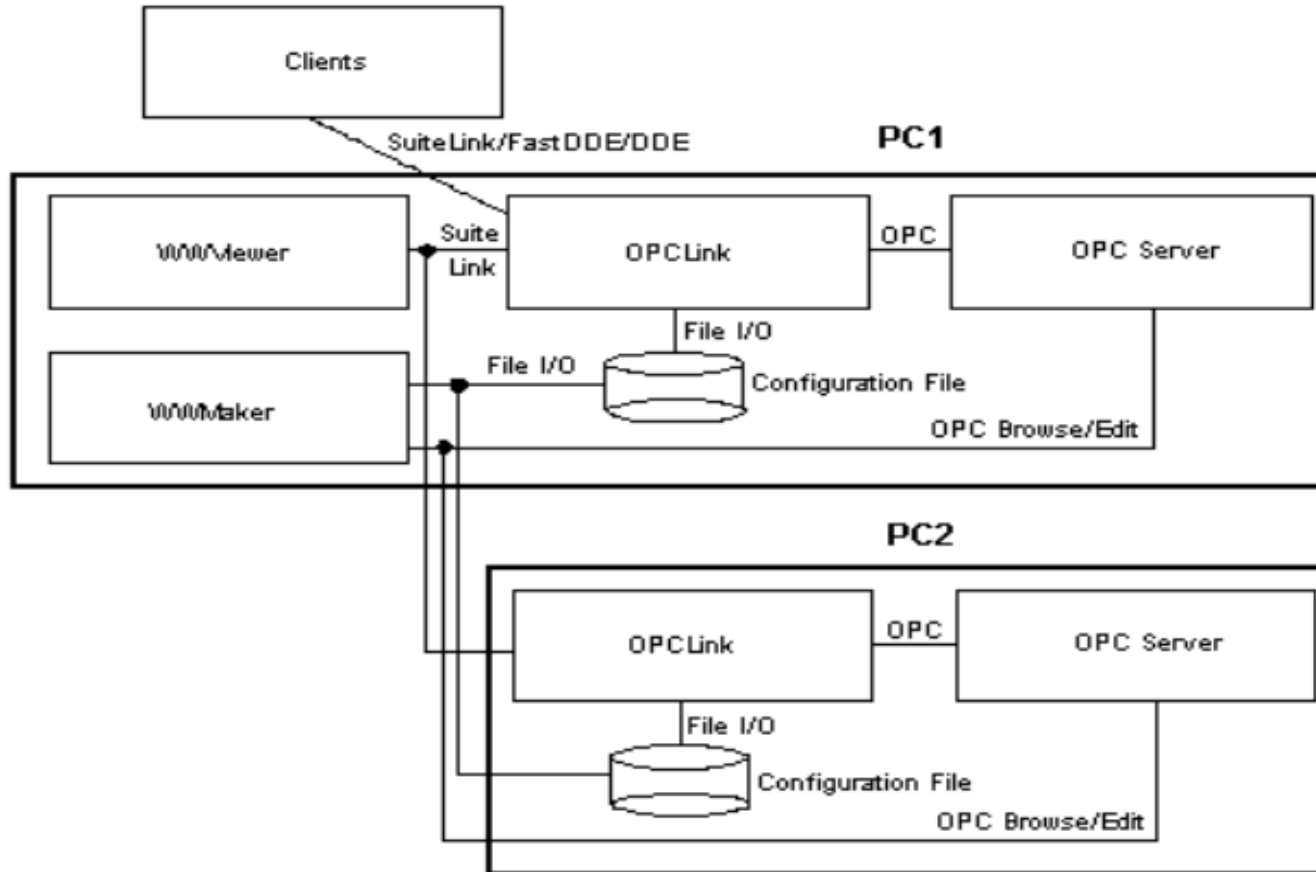 Clients
SuiteLink/FastDDE/DDE
PC1
WWViewer
Suite
Link
OPCLink
OPC
OPC Server
File I/O
WWMaker
File I/O
Configuration File
OPC Browse/Edit
PC2
OPCLink
OPC
OPC Server
File I/O
Configuration File
OPC Browse/Edit